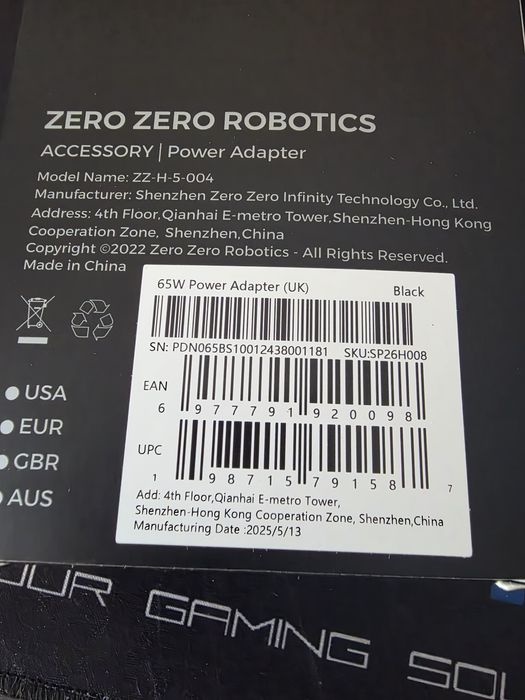 ZERO ZERO ROBOTICS
ACCESSORY | Power Adapter
Model Name: ZZ-H-5-004
Manufacturer: Shenzhen Zero Zero Infinity Technology Co., Ltd.
Address: 4th Floor,Qianhai E-metro Tower,Shenzhen-Hong Kong
Cooperation Zone, Shenzhen,China
Copyright ©2022 Zero Zero Robotics - All Rights Reserved.
Made in China
65W Power Adapter (UK) Black
SN: PDN065BS10012438001181 SKU:SP26H008
EAN
6 977791 920098
UPC
1 98715 79158 7
Add: 4th Floor,Qianhai E-metro Tower,
Shenzhen-Hong Kong Cooperation Zone, Shenzhen,China
Manufacturing Date :2025/5/13
USA
EUR
GBR
AUS
OUR GAMING